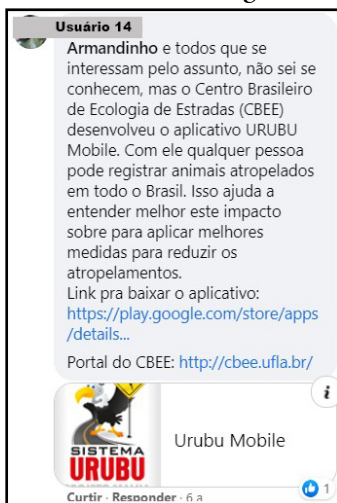 Usuário 14
Armandinho e todos que se
interessam pelo assunto, não sei se
conhecem, mas o Centro Brasileiro
de Ecologia de Estradas (CBEE)
desenvolveu o aplicativo URUBU
Mobile. Com ele qualquer pessoa
pode registrar animais atropelados
em todo o Brasil. Isso ajuda a
entender melhor este impacto
sobre para aplicar melhores
medidas para reduzir os
atropelamentos.
Link pra baixar o aplicativo:
https://play.google.com/store/apps
/details...
Portal do CBEE: http://cbee.ufla.br/
i
SISTEMA
URUBU
Urubu Mobile
Curtir · Responder · 6 a
1